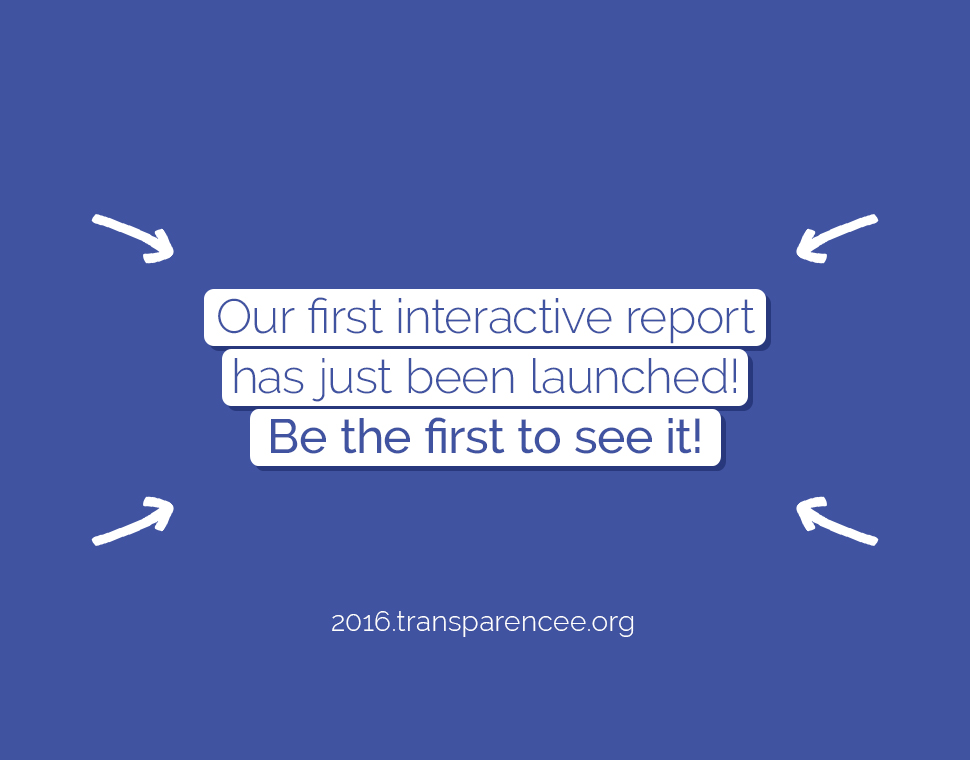 Our first interactive report
has just been launched!
Be the first to see it!
2016.transparencee.org